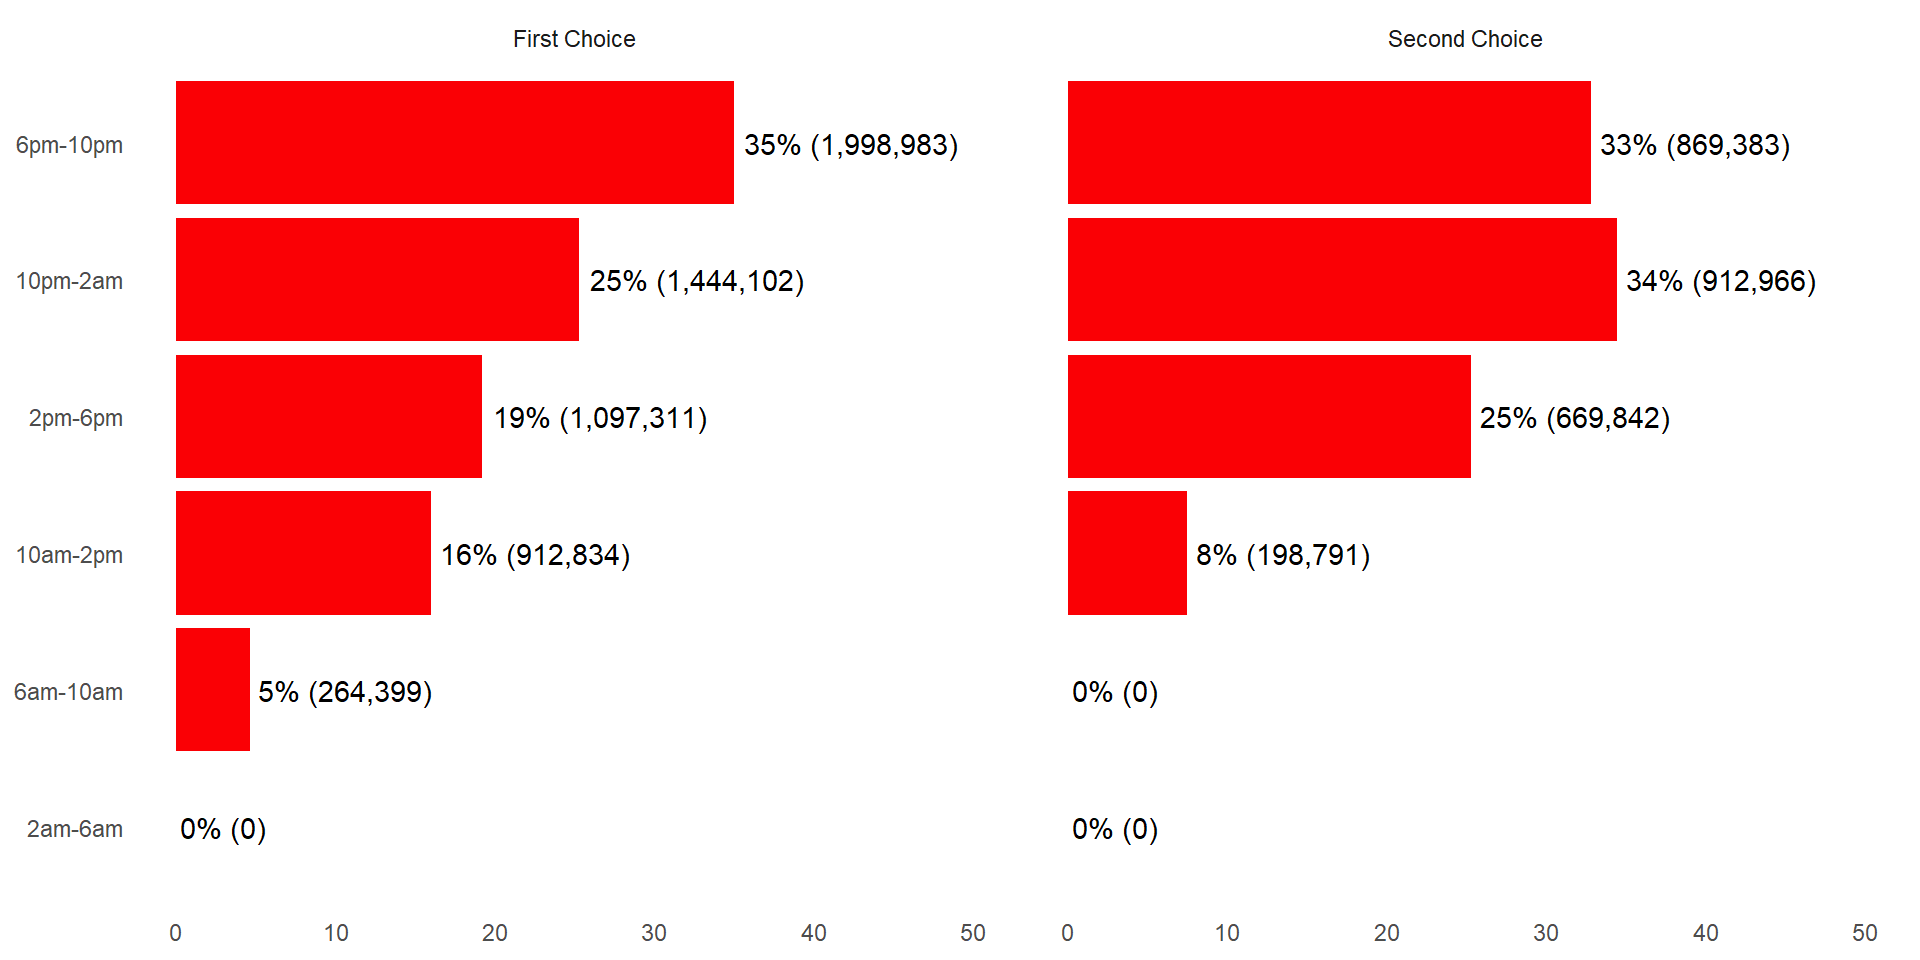 First Choice
Second Choice
6pm-10pm
35% (1,998,983)
33% (869,383)
10pm-2am
25% (1,444,102)
34% (912,966)
2pm-6pm
19% (1,097,311)
25% (669,842)
10am-2pm
16% (912,834)
8% (198,791)
6am-10am
5% (264,399)
0% (0)
2am-6am
0% (0)
0% (0)
0 10 20 30 40 50
0 10 20 30 40 50